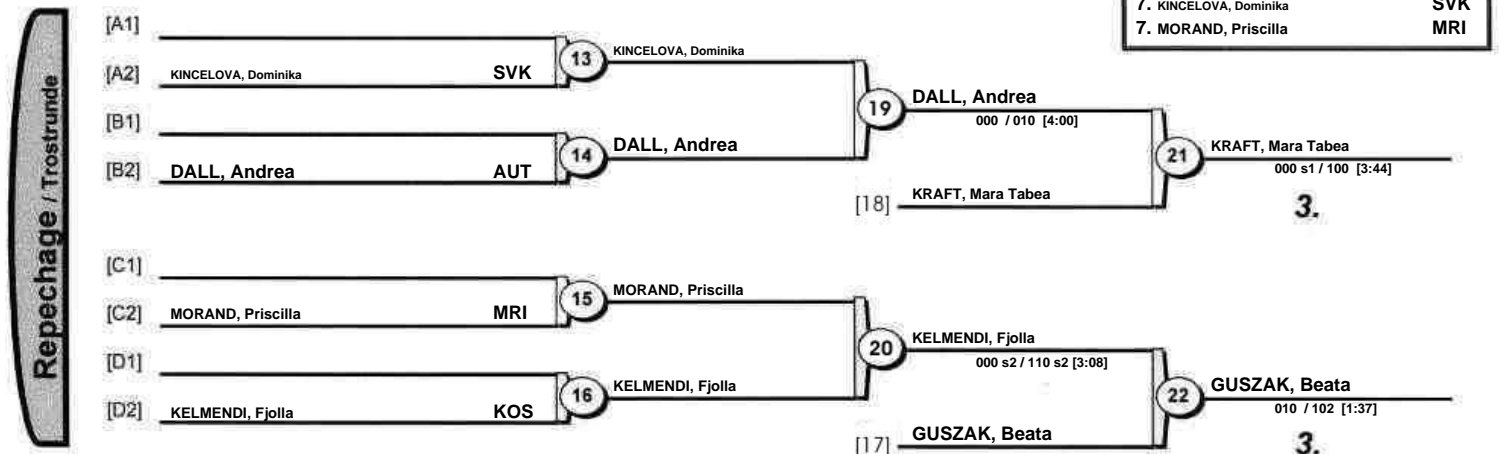 7. KINCELOVA, Dominika SVK
7. MORAND, Priscilla MRI
Repechage / Trostrunde
[A1]
[A2] KINCELOVA, Dominika SVK
13 KINCELOVA, Dominika
[B1]
[B2] DALL, Andrea AUT
14 DALL, Andrea
19 DALL, Andrea
000 / 010 [4:00]
[18] KRAFT, Mara Tabea
21 KRAFT, Mara Tabea
000 s1 / 100 [3:44]
3.
[C1]
[C2] MORAND, Priscilla MRI
15 MORAND, Priscilla
[D1]
[D2] KELMENDI, Fjolla KOS
16 KELMENDI, Fjolla
20 KELMENDI, Fjolla
000 s2 / 110 s2 [3:08]
[17] GUSZAK, Beata
22 GUSZAK, Beata
010 / 102 [1:37]
3.